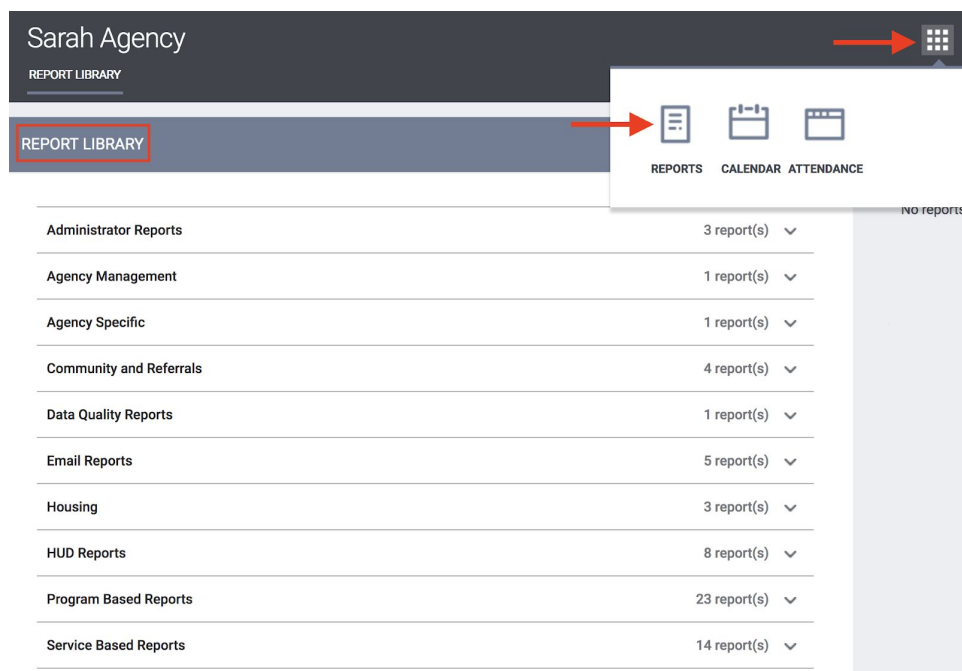 Sarah Agency
REPORT LIBRARY
REPORT LIBRARY
REPORTS CALENDAR ATTENDANCE
No reports
Administrator Reports 3 report(s)
Agency Management 1 report(s)
Agency Specific 1 report(s)
Community and Referrals 4 report(s)
Data Quality Reports 1 report(s)
Email Reports 5 report(s)
Housing 3 report(s)
HUD Reports 8 report(s)
Program Based Reports 23 report(s)
Service Based Reports 14 report(s)